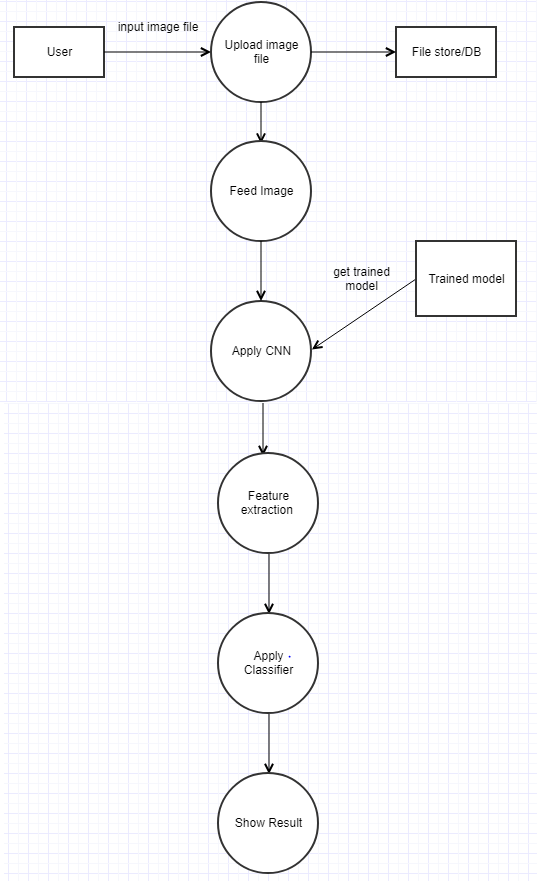 input image file
User
Upload image
file
File store/DB
Feed Image
get trained
model
Trained model
Apply CNN
Feature
extraction
Apply
Classifier
Show Result